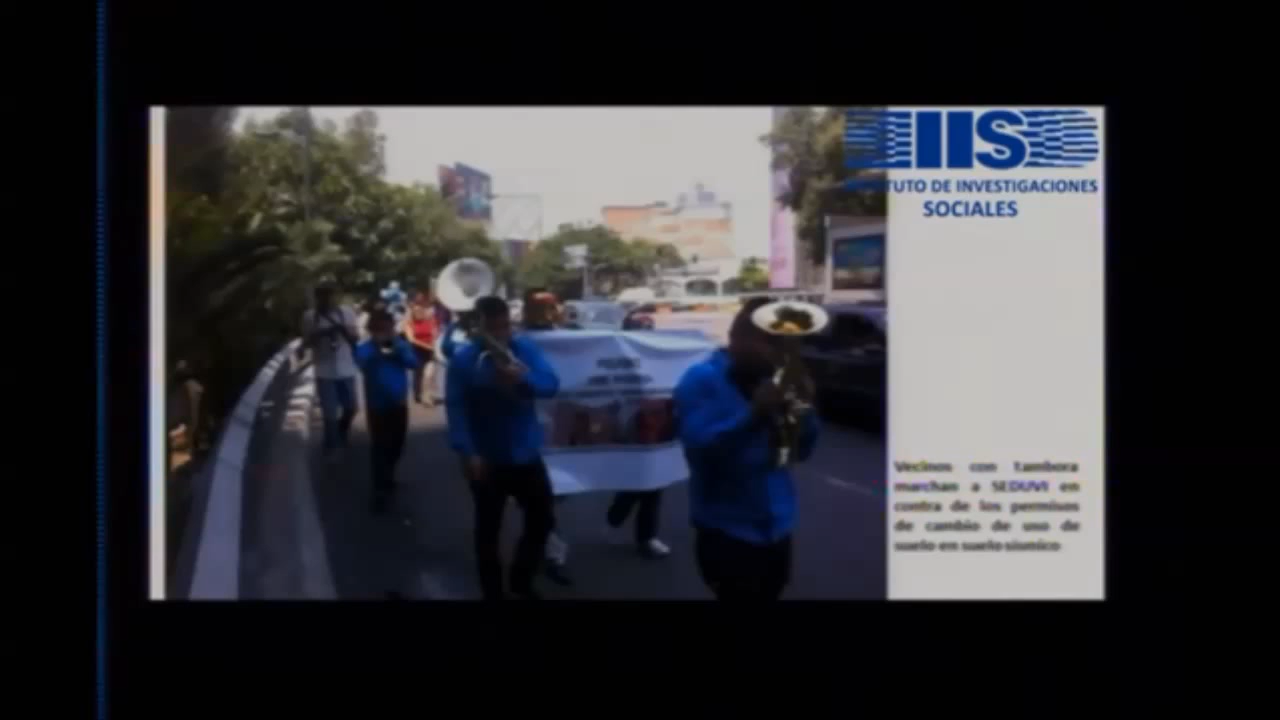 IIS
INSTITUTO DE INVESTIGACIONES
SOCIALES
Vecinos con tambora
marchan a SEDUVI en
contra de los permisos
de cambio de uso de
suelo en suelo sísmico